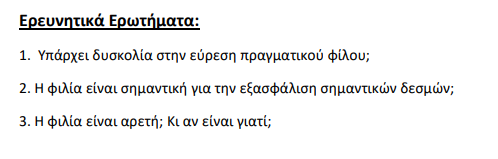 Ερευνητικά Ερωτήματα:
1. Υπάρχει δυσκολία στην εύρεση πραγματικού φίλου;
2. Η φιλία είναι σημαντική για την εξασφάλιση σημαντικών δεσμών;
3. Η φιλία είναι αρετή; Κι αν είναι γιατί;